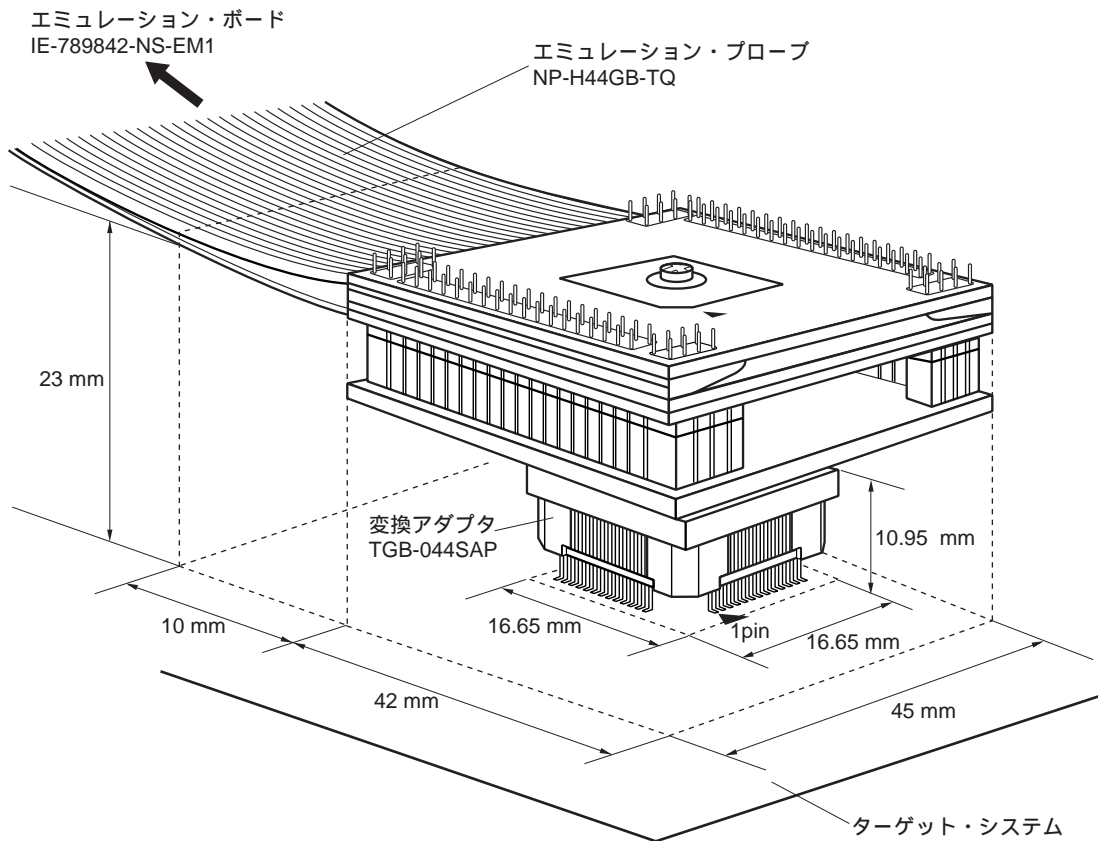 エミュレーション・ボード
IE-789842-NS-EM1
エミュレーション・プローブ
NP-H44GB-TQ
23 mm
変換アダプタ
TGB-044SAP
10.95 mm
10 mm
16.65 mm
1pin
16.65 mm
42 mm
45 mm
ターゲット・システム